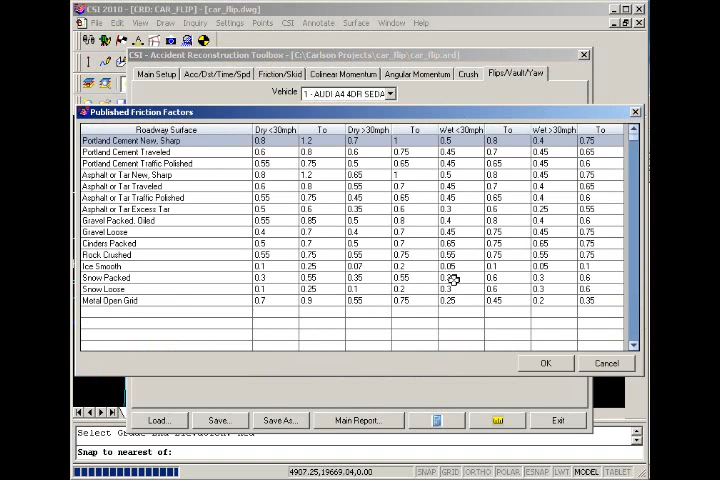 CSI 2010 - [CRD: CAR_FLIP] - [car_flip.dwg]
File Edit View Draw Inquiry Settings Points CSI Annotate Surface Window Help
CSI - Accident Reconstruction Toolbox - [C:\Carlson Projects\car_flip\car_flip.ard]
Main Setup Acc/Dst/Time/Spd Friction/Skid Colinear Momentum Angular Momentum Crush Flips/Vault/Yaw
Vehicle 1 - AUDI A4 4DR SEDA
Published Friction Factors
Roadway Surface Dry <30mph To Dry >30mph To Wet <30mph To Wet >30mph To
Portland Cement New, Sharp 0.8 1.2 0.7 1 0.5 0.8 0.4 0.75
Portland Cement Traveled 0.6 0.8 0.6 0.75 0.45 0.7 0.45 0.65
Portland Cement Traffic Polished 0.55 0.75 0.5 0.65 0.45 0.65 0.45 0.6
Asphalt or Tar New, Sharp 0.8 1.2 0.65 1 0.5 0.8 0.45 0.75
Asphalt or Tar Traveled 0.6 0.8 0.55 0.7 0.45 0.7 0.4 0.65
Asphalt or Tar Traffic Polished 0.55 0.75 0.45 0.65 0.45 0.65 0.4 0.6
Asphalt or Tar Excess Tar 0.5 0.6 0.35 0.6 0.3 0.6 0.25 0.55
Gravel Packed, Oiled 0.55 0.85 0.5 0.8 0.4 0.8 0.4 0.6
Gravel Loose 0.4 0.7 0.4 0.7 0.45 0.75 0.45 0.75
Cinders Packed 0.5 0.7 0.5 0.7 0.65 0.75 0.65 0.75
Rock Crushed 0.55 0.75 0.55 0.75 0.55 0.75 0.55 0.75
Ice Smooth 0.1 0.25 0.07 0.2 0.05 0.1 0.05 0.1
Snow Packed 0.3 0.55 0.35 0.55 0.6 0.3 0.6
Snow Loose 0.1 0.25 0.1 0.2 0.3 0.6 0.3 0.6
Metal Open Grid 0.7 0.9 0.55 0.75 0.25 0.45 0.2 0.35
OK Cancel
Load... Save... Save As... Main Report... Exit
Snap to nearest of:
4907.25,19669.04,0.00 SNAP GRID ORTHO POLAR ESNAP LWT MODEL TABLET